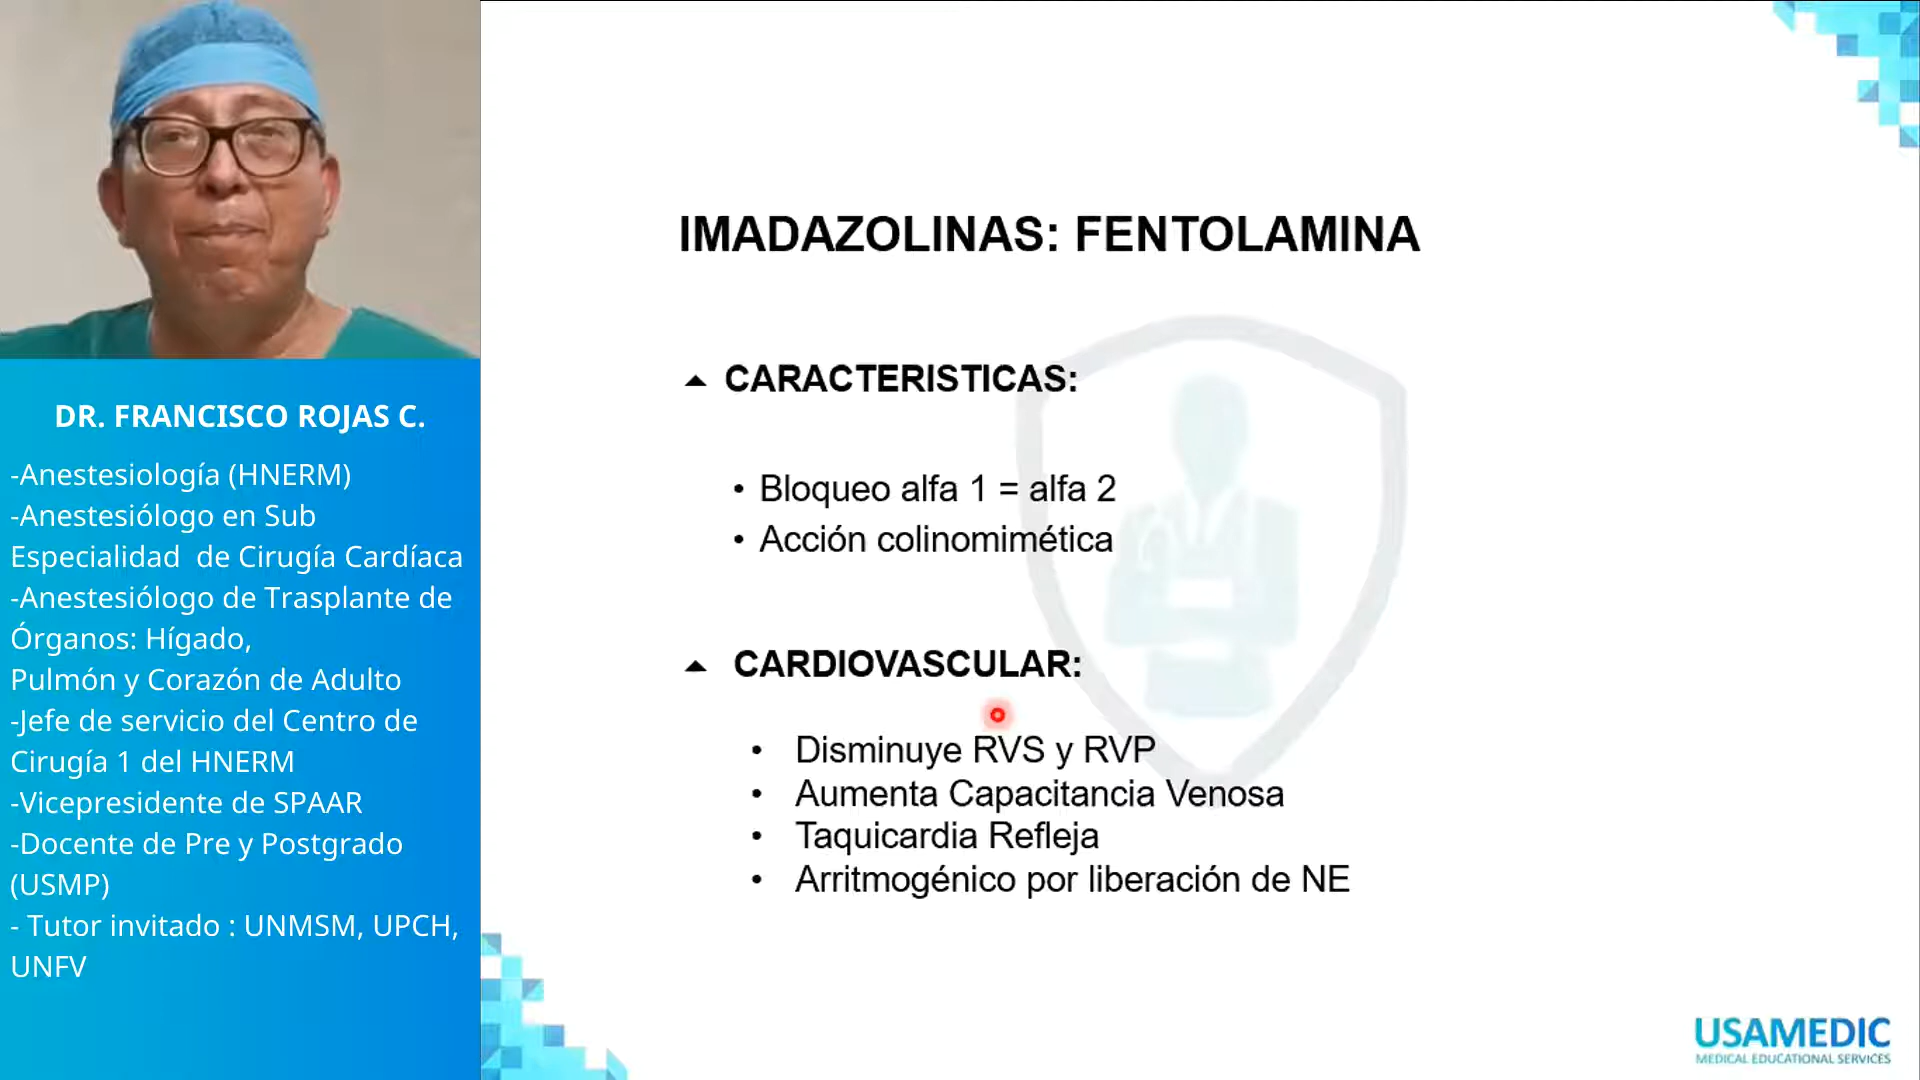 DR. FRANCISCO ROJAS C.
-Anestesiología (HNERM)
-Anestesiólogo en Sub
Especialidad  de Cirugía Cardíaca
-Anestesiólogo de Trasplante de
Órganos: Hígado,
Pulmón y Corazón de Adulto
-Jefe de servicio del Centro de
Cirugía 1 del HNERM
-Vicepresidente de SPAAR
-Docente de Pre y Postgrado
(USMP)
- Tutor invitado : UNMSM, UPCH,
UNFV
IMADAZOLINAS: FENTOLAMINA
CARACTERISTICAS:
• Bloqueo alfa 1 = alfa 2
• Acción colinomimética
CARDIOVASCULAR:
• Disminuye RVS y RVP
• Aumenta Capacitancia Venosa
• Taquicardia Refleja
• Arritmogénico por liberación de NE
USAMEDIC
MEDICAL EDUCATIONAL SERVICES